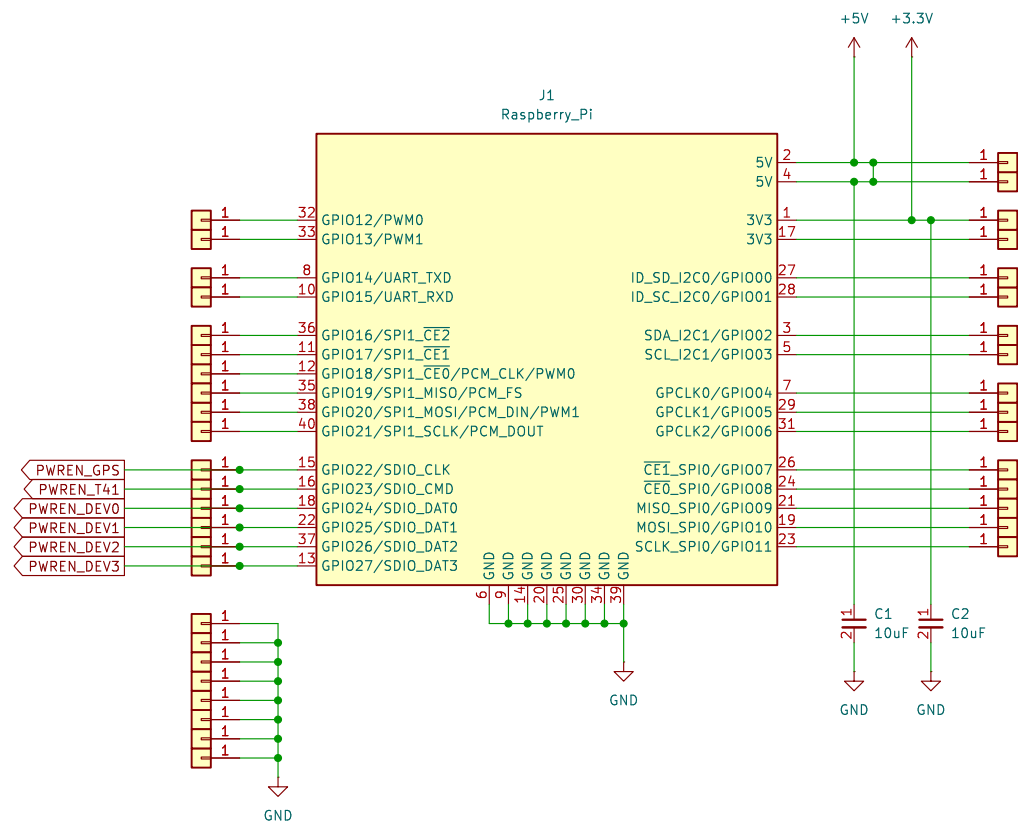 +5V +3.3V
J1
Raspberry_Pi
5V 2 1
5V 4 1
1 32 GPIO12/PWM0 3V3 1 1
1 33 GPIO13/PWM1 3V3 17 1
1 8 GPIO14/UART_TXD ID_SD_I2C0/GPIO00 27 1
1 10 GPIO15/UART_RXD ID_SC_I2C0/GPIO01 28 1
1 36 GPIO16/SPI1_CE2 SDA_I2C1/GPIO02 3 1
1 11 GPIO17/SPI1_CE1 SCL_I2C1/GPIO03 5 1
1 12 GPIO18/SPI1_CE0/PCM_CLK/PWM0
1 35 GPIO19/SPI1_MISO/PCM_FS GPCLK0/GPIO04 7 1
1 38 GPIO20/SPI1_MOSI/PCM_DIN/PWM1 GPCLK1/GPIO05 29 1
1 40 GPIO21/SPI1_SCLK/PCM_DOUT GPCLK2/GPIO06 31 1
PWREN_GPS 1 15 GPIO22/SDIO_CLK CE1_SPI0/GPIO07 26 1
PWREN_T41 1 16 GPIO23/SDIO_CMD CE0_SPI0/GPIO08 24 1
PWREN_DEV0 1 18 GPIO24/SDIO_DAT0 MISO_SPI0/GPIO09 21 1
PWREN_DEV1 1 22 GPIO25/SDIO_DAT1 MOSI_SPI0/GPIO10 19 1
PWREN_DEV2 1 37 GPIO26/SDIO_DAT2 SCLK_SPI0/GPIO11 23 1
PWREN_DEV3 1 13 GPIO27/SDIO_DAT3
GND GND GND GND GND GND GND GND
6 9 14 20 25 30 34 39
1 1 C1 1 C2
1 2 10uF 2 10uF
1
1
1
1
1
1
GND GND GND
GND